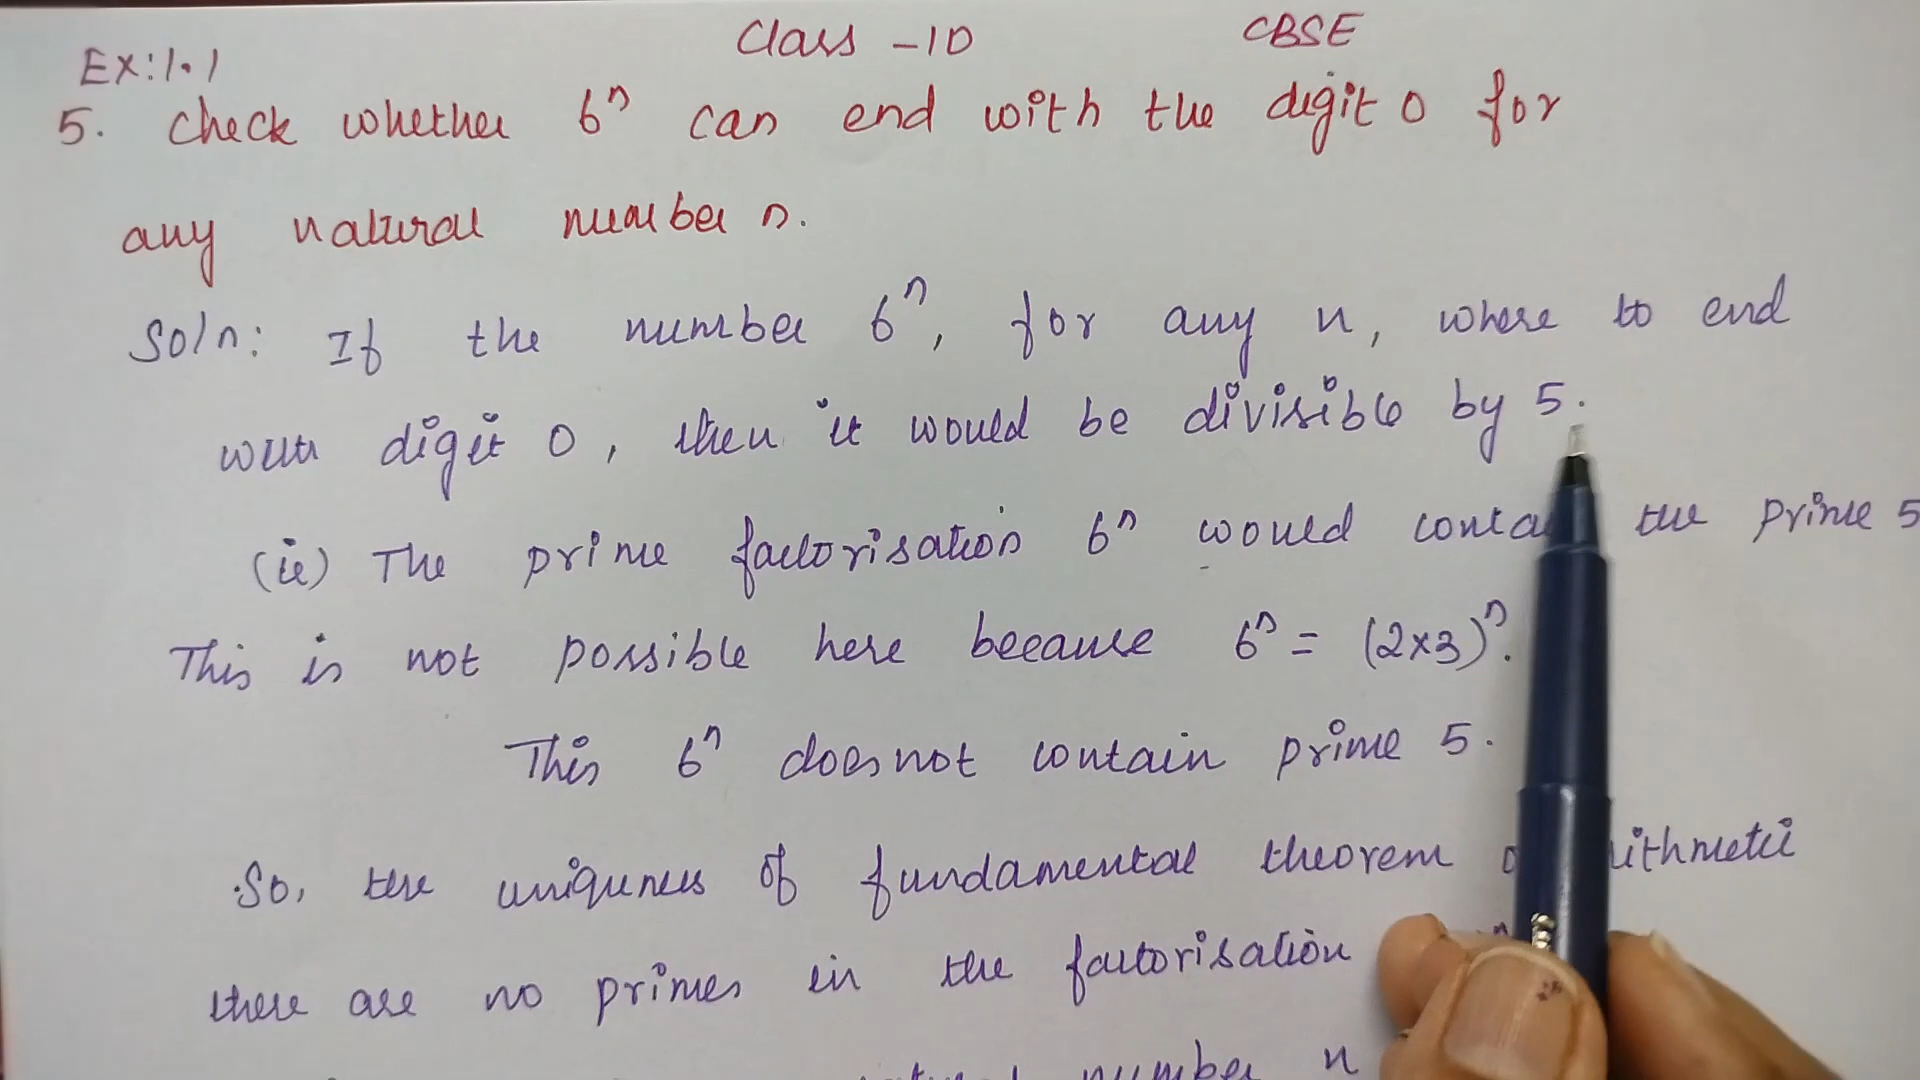 Class -10 CBSE
Ex:1.1
5. Check whether 6ⁿ can end with the digit 0 for
any natural number n.
Soln: If the number 6ⁿ, for any n, where to end
with digit 0, then it would be divisible by 5.
(ie) The prime factorisation 6ⁿ would the prime 5
This is not possible here because 6ⁿ = (2×3)ⁿ.
This 6ⁿ does not contain prime 5.
So, the uniqueness of fundamental theorem
there are no primes in the factorisation
number n